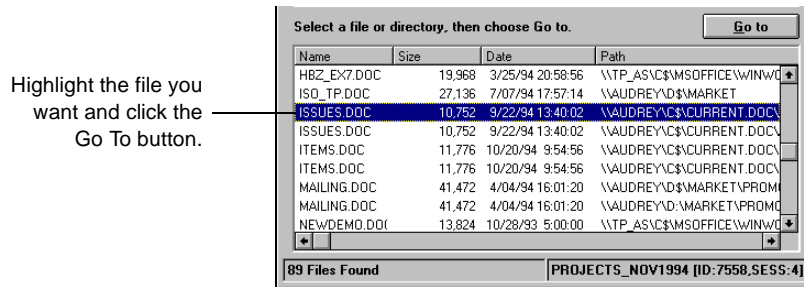 Highlight the file you
want and click the
Go To button.
Select a file or directory, then choose Go to.
Go to
Name Size Date Path
HBZ_EX7.DOC 19,968 3/25/94 20:58:56 \\TP_AS\C$\MSOFFICE\WINWO
ISO_TP.DOC 27,136 7/07/94 17:57:14 \\AUDREY\D$\MARKET
ISSUES.DOC 10,752 9/22/94 13:40:02 \\AUDREY\C$\CURRENT.DOC\
ISSUES.DOC 10,752 9/22/94 13:40:02 \\AUDREY\C$\CURRENT.DOC\
ITEMS.DOC 11,776 10/20/94 9:54:56 \\AUDREY\C$\CURRENT.DOC\
ITEMS.DOC 11,776 10/20/94 9:54:56 \\AUDREY\C$\CURRENT.DOC\
MAILING.DOC 41,472 4/04/94 16:01:20 \\AUDREY\D$\MARKET\PROM
MAILING.DOC 41,472 4/04/94 16:01:20 \\AUDREY\D:\MARKET\PROMO
NEWDEMO.DO( 13,824 10/28/93 5:00:00 \\TP_AS\C$\MSOFFICE\WINWO
89 Files Found
PROJECTS_NOV1994 [ID:7558,SESS:4]